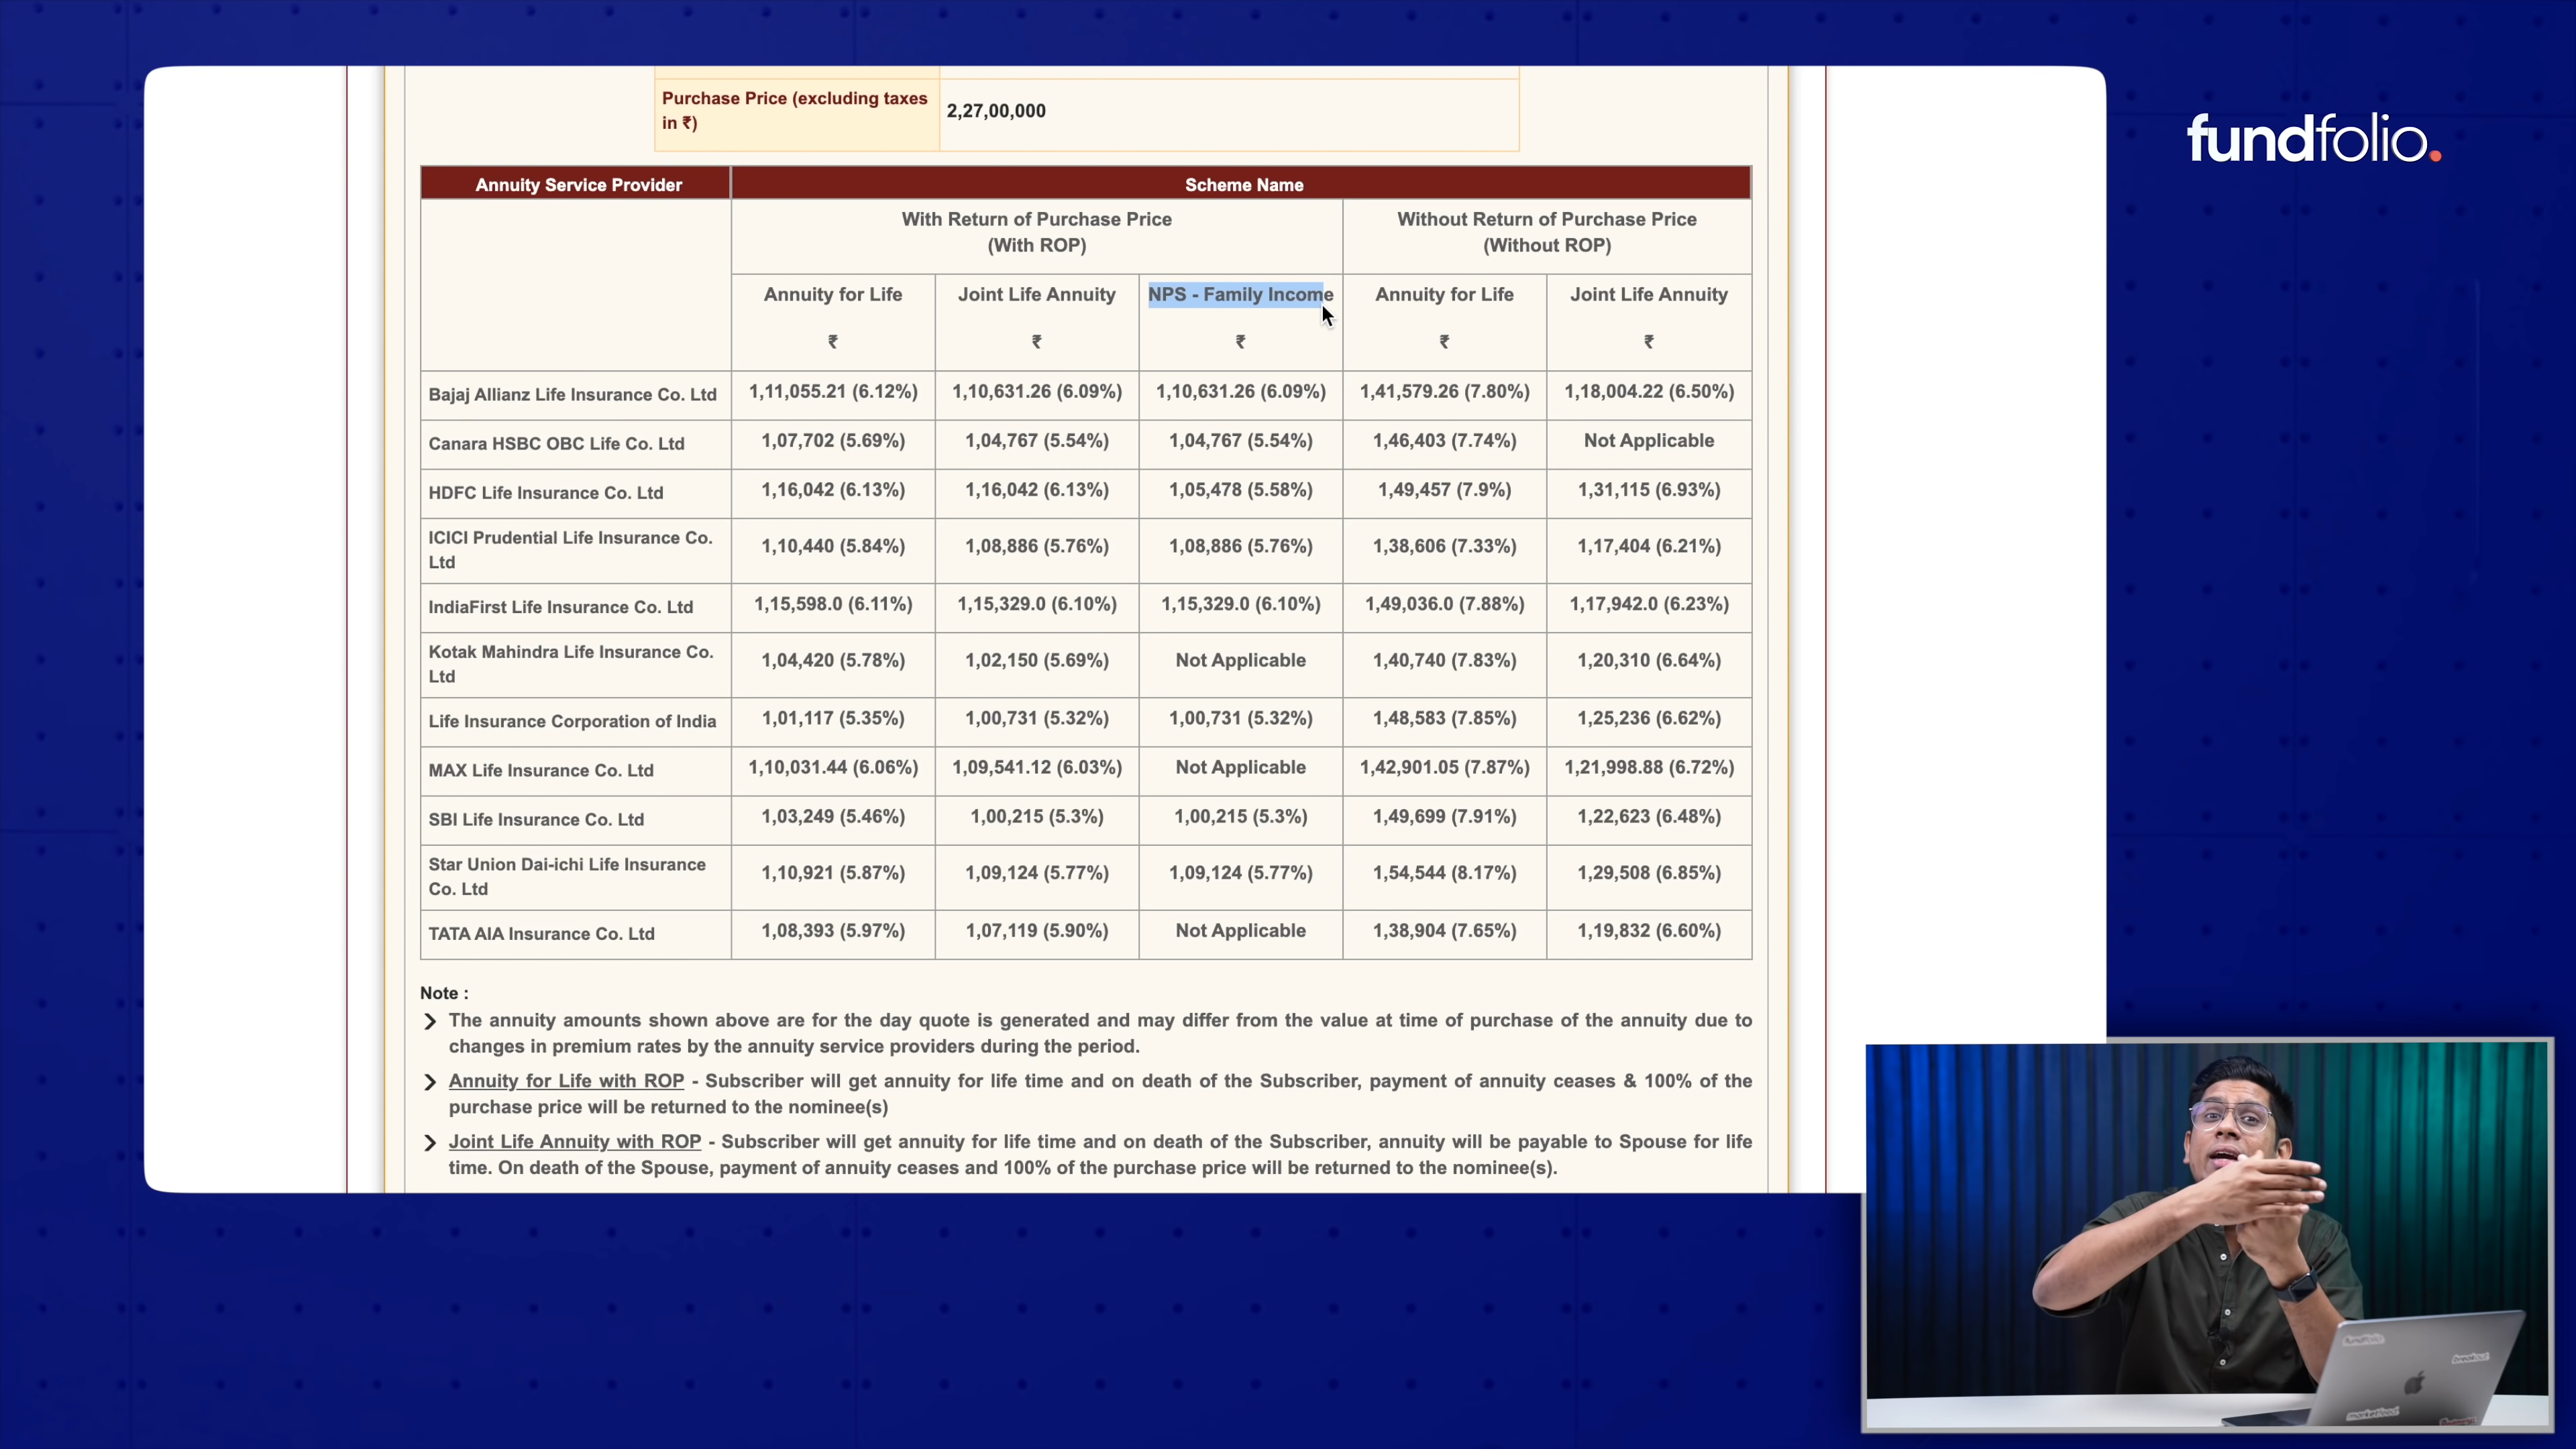 Purchase Price (excluding taxes
in ₹)
2,27,00,000
fundfolio.
Annuity Service Provider
Scheme Name
With Return of Purchase Price
(With ROP)
Without Return of Purchase Price
(Without ROP)
Annuity for Life
₹
Joint Life Annuity
₹
NPS - Family Income
₹
Annuity for Life
₹
Joint Life Annuity
₹
Bajaj Allianz Life Insurance Co. Ltd 1,11,055.21 (6.12%) 1,10,631.26 (6.09%) 1,10,631.26 (6.09%) 1,41,579.26 (7.80%) 1,18,004.22 (6.50%)
Canara HSBC OBC Life Co. Ltd 1,07,702 (5.69%) 1,04,767 (5.54%) 1,04,767 (5.54%) 1,46,403 (7.74%) Not Applicable
HDFC Life Insurance Co. Ltd 1,16,042 (6.13%) 1,16,042 (6.13%) 1,05,478 (5.58%) 1,49,457 (7.9%) 1,31,115 (6.93%)
ICICI Prudential Life Insurance Co.
Ltd
1,10,440 (5.84%) 1,08,886 (5.76%) 1,08,886 (5.76%) 1,38,606 (7.33%) 1,17,404 (6.21%)
IndiaFirst Life Insurance Co. Ltd 1,15,598.0 (6.11%) 1,15,329.0 (6.10%) 1,15,329.0 (6.10%) 1,49,036.0 (7.88%) 1,17,942.0 (6.23%)
Kotak Mahindra Life Insurance Co.
Ltd
1,04,420 (5.78%) 1,02,150 (5.69%) Not Applicable 1,40,740 (7.83%) 1,20,310 (6.64%)
Life Insurance Corporation of India 1,01,117 (5.35%) 1,00,731 (5.32%) 1,00,731 (5.32%) 1,48,583 (7.85%) 1,25,236 (6.62%)
MAX Life Insurance Co. Ltd 1,10,031.44 (6.06%) 1,09,541.12 (6.03%) Not Applicable 1,42,901.05 (7.87%) 1,21,998.88 (6.72%)
SBI Life Insurance Co. Ltd 1,03,249 (5.46%) 1,00,215 (5.3%) 1,00,215 (5.3%) 1,49,699 (7.91%) 1,22,623 (6.48%)
Star Union Dai-ichi Life Insurance
Co. Ltd
1,10,921 (5.87%) 1,09,124 (5.77%) 1,09,124 (5.77%) 1,54,544 (8.17%) 1,29,508 (6.85%)
TATA AIA Insurance Co. Ltd 1,08,393 (5.97%) 1,07,119 (5.90%) Not Applicable 1,38,904 (7.65%) 1,19,832 (6.60%)
Note :
The annuity amounts shown above are for the day quote is generated and may differ from the value at time of purchase of the annuity due to
changes in premium rates by the annuity service providers during the period.
Annuity for Life with ROP - Subscriber will get annuity for life time and on death of the Subscriber, payment of annuity ceases & 100% of the
purchase price will be returned to the nominee(s)
Joint Life Annuity with ROP - Subscriber will get annuity for life time and on death of the Subscriber, annuity will be payable to Spouse for life
time. On death of the Spouse, payment of annuity ceases and 100% of the purchase price will be returned to the nominee(s).
fundfolio